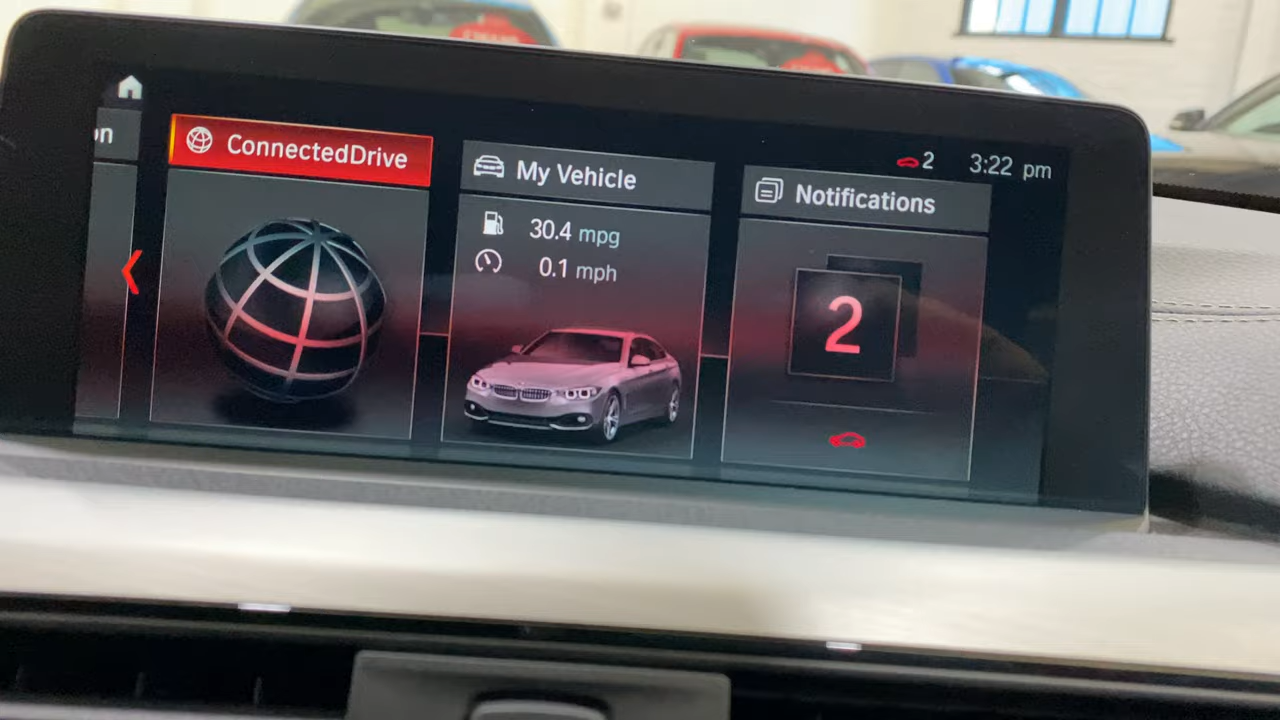 on
ConnectedDrive
My Vehicle
30.4 mpg
0.1 mph
2 3:22 pm
Notifications
2